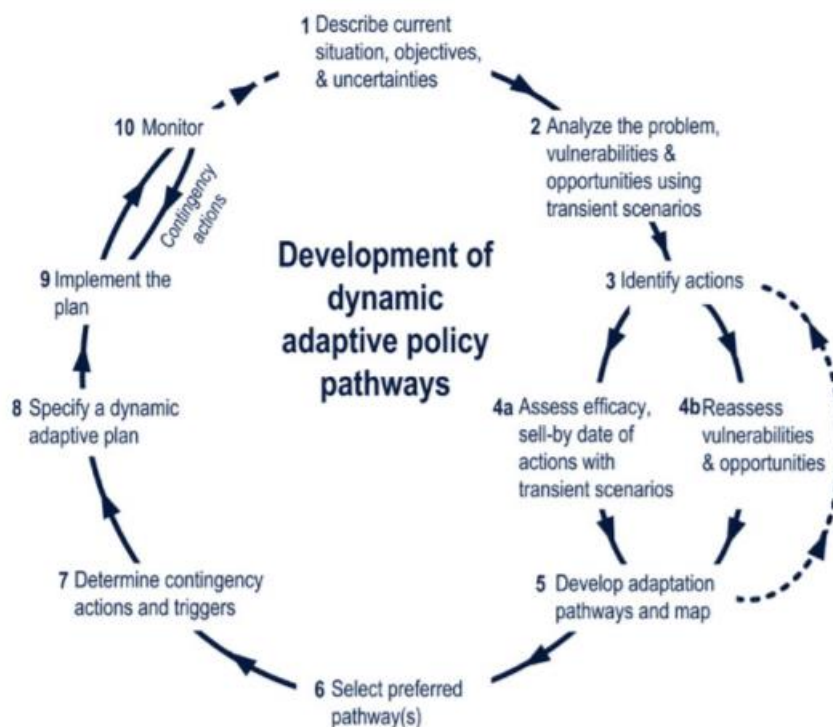 1 Describe current
situation, objectives,
& uncertainties
2 Analyze the problem,
vulnerabilities &
opportunities using
transient scenarios
3 Identify actions
4a Assess efficacy,
sell-by date of
actions with
transient scenarios
4b Reassess
vulnerabilities
& opportunities
5 Develop adaptation
pathways and map
6 Select preferred
pathway(s)
7 Determine contingency
actions and triggers
8 Specify a dynamic
adaptive plan
9 Implement the
plan
10 Monitor
Contingency
actions
Development of
dynamic
adaptive policy
pathways